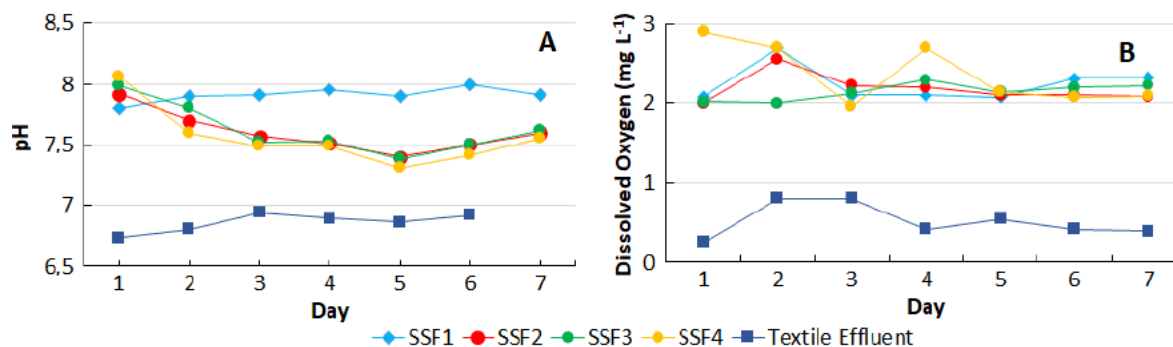 A
pH
8,5
8
7,5
7
6,5
1 2 3 4 5 6 7
Day
B
Dissolved Oxygen (mg L⁻¹)
3
2
1
0
1 2 3 4 5 6 7
Day
SSF1 SSF2 SSF3 SSF4 Textile Effluent